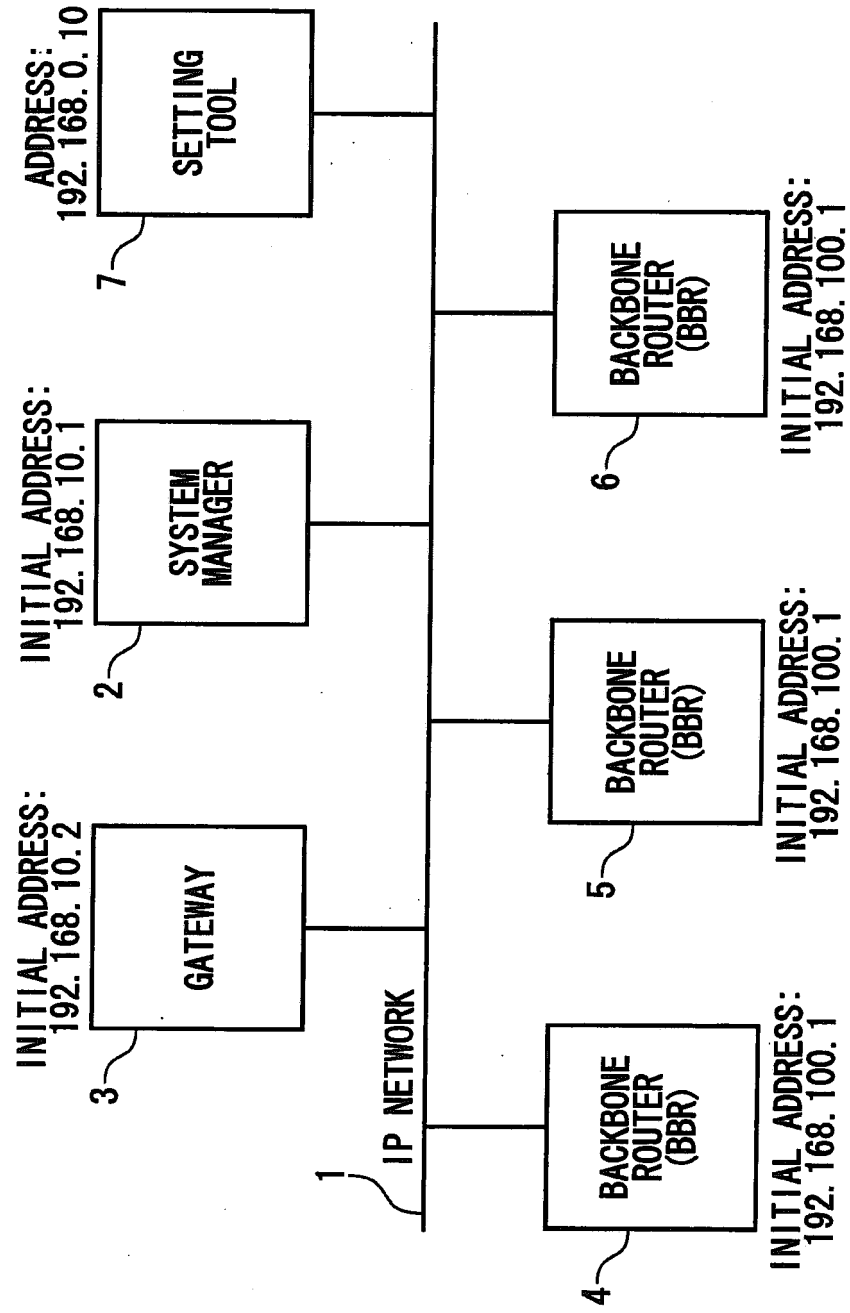 INITIAL ADDRESS:
192. 168. 10. 2
GATEWAY
3
INITIAL ADDRESS:
192. 168. 10. 1
SYSTEM
MANAGER
2
ADDRESS:
192. 168. 0. 10
SETTING
TOOL
7
1
IP NETWORK
BACKBONE
ROUTER
(BBR)
4
INITIAL ADDRESS:
192. 168. 100. 1
BACKBONE
ROUTER
(BBR)
5
INITIAL ADDRESS:
192. 168. 100. 1
BACKBONE
ROUTER
(BBR)
6
INITIAL ADDRESS:
192. 168. 100. 1